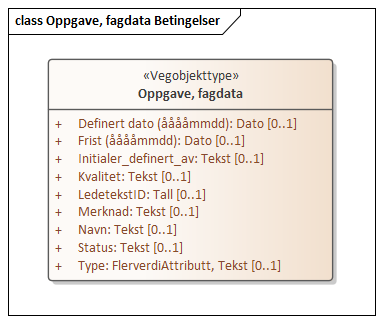 class Oppgave, fagdata Betingelser
«Vegobjekttype»
Oppgave, fagdata
+ Definert dato (ååååmmdd): Dato [0..1]
+ Frist (ååååmmdd): Dato [0..1]
+ Initialer_definert_av: Tekst [0..1]
+ Kvalitet: Tekst [0..1]
+ LedetekstID: Tall [0..1]
+ Merknad: Tekst [0..1]
+ Navn: Tekst [0..1]
+ Status: Tekst [0..1]
+ Type: FlerverdiAttributt, Tekst [0..1]